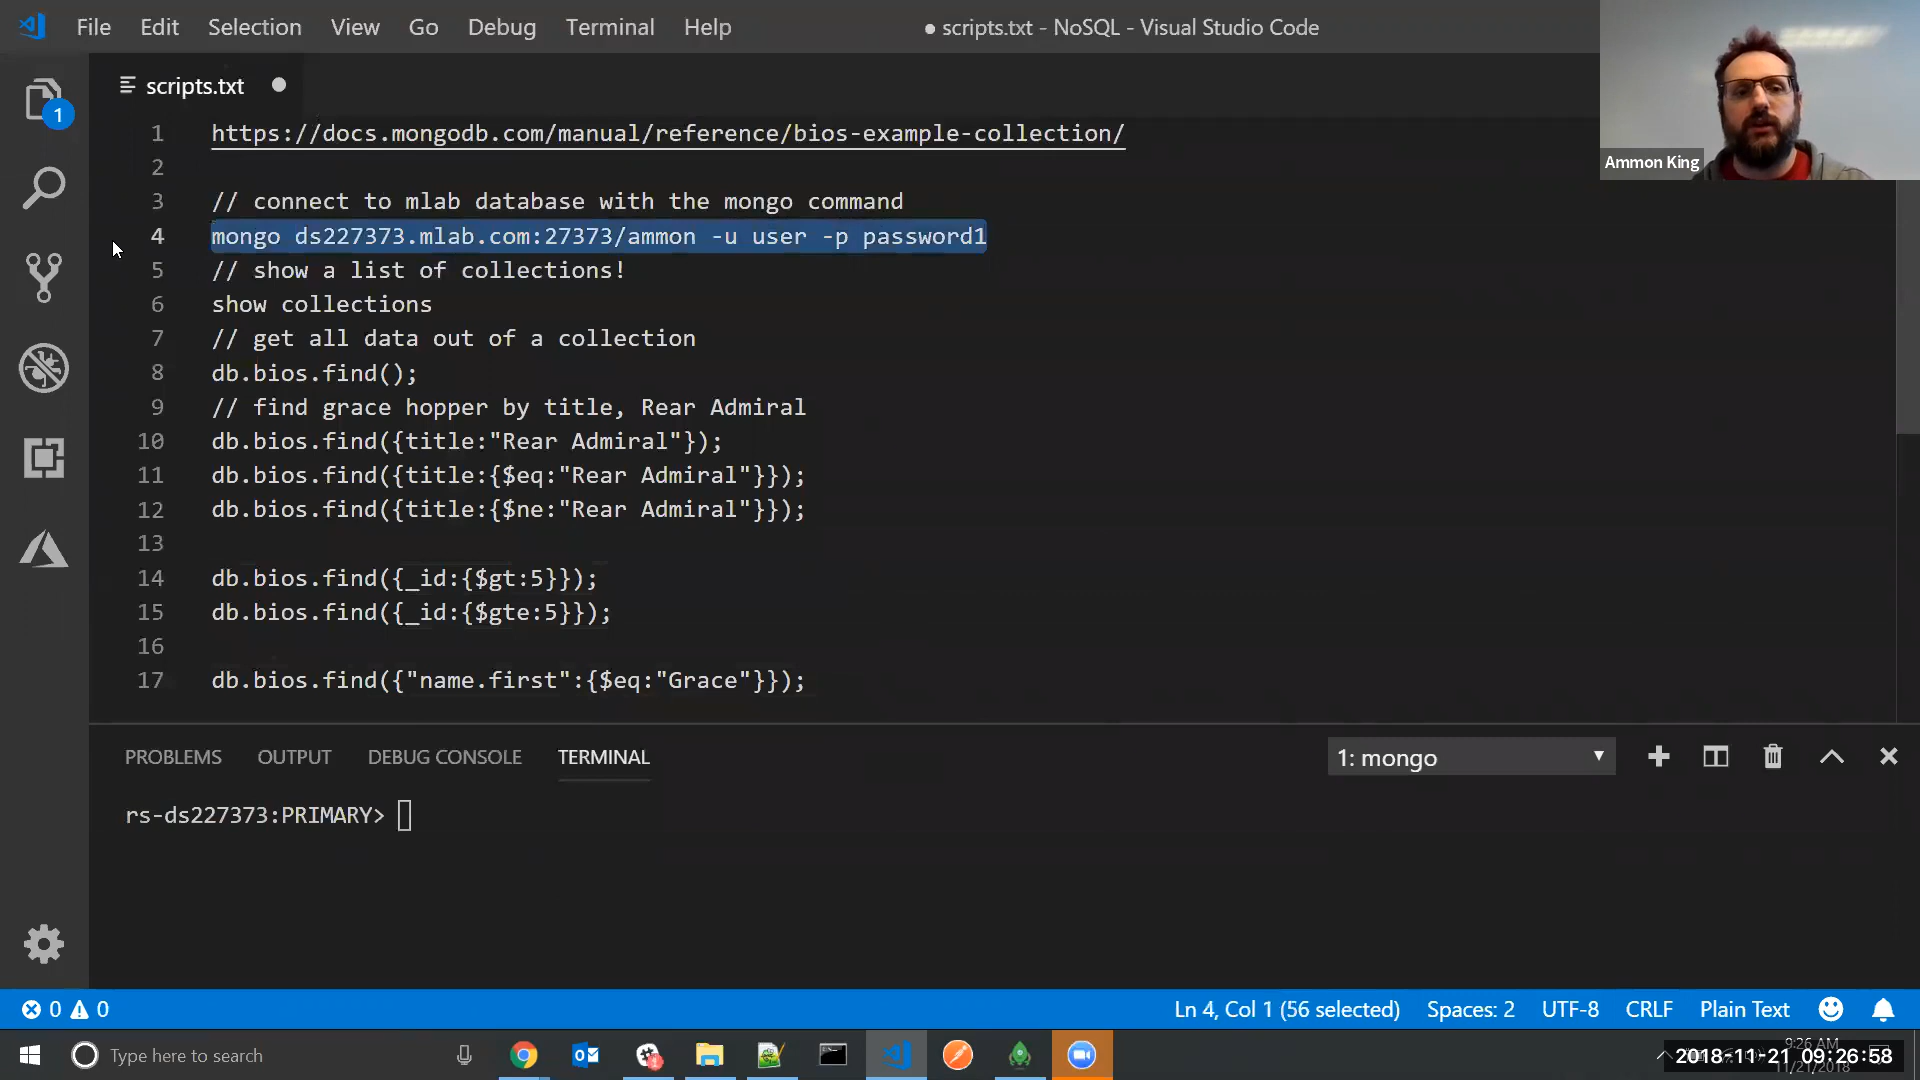 File Edit Selection View Go Debug Terminal Help
● scripts.txt - NoSQL - Visual Studio Code
Ammon King
1
scripts.txt
1 https://docs.mongodb.com/manual/reference/bios-example-collection/
2
3 // connect to mlab database with the mongo command
4 mongo ds227373.mlab.com:27373/ammon -u user -p password1
5 // show a list of collections!
6 show collections
7 // get all data out of a collection
8 db.bios.find();
9 // find grace hopper by title, Rear Admiral
10 db.bios.find({title:"Rear Admiral"});
11 db.bios.find({title:{$eq:"Rear Admiral"}});
12 db.bios.find({title:{$ne:"Rear Admiral"}});
13
14 db.bios.find({_id:{$gt:5}});
15 db.bios.find({_id:{$gte:5}});
16
17 db.bios.find({"name.first":{$eq:"Grace"}});
PROBLEMS OUTPUT DEBUG CONSOLE TERMINAL
1: mongo
rs-ds227373:PRIMARY>
0 0
Ln 4, Col 1 (56 selected) Spaces: 2 UTF-8 CRLF Plain Text
Type here to search
9:26 AM
2018-11-21 09:26:58
11/21/2018